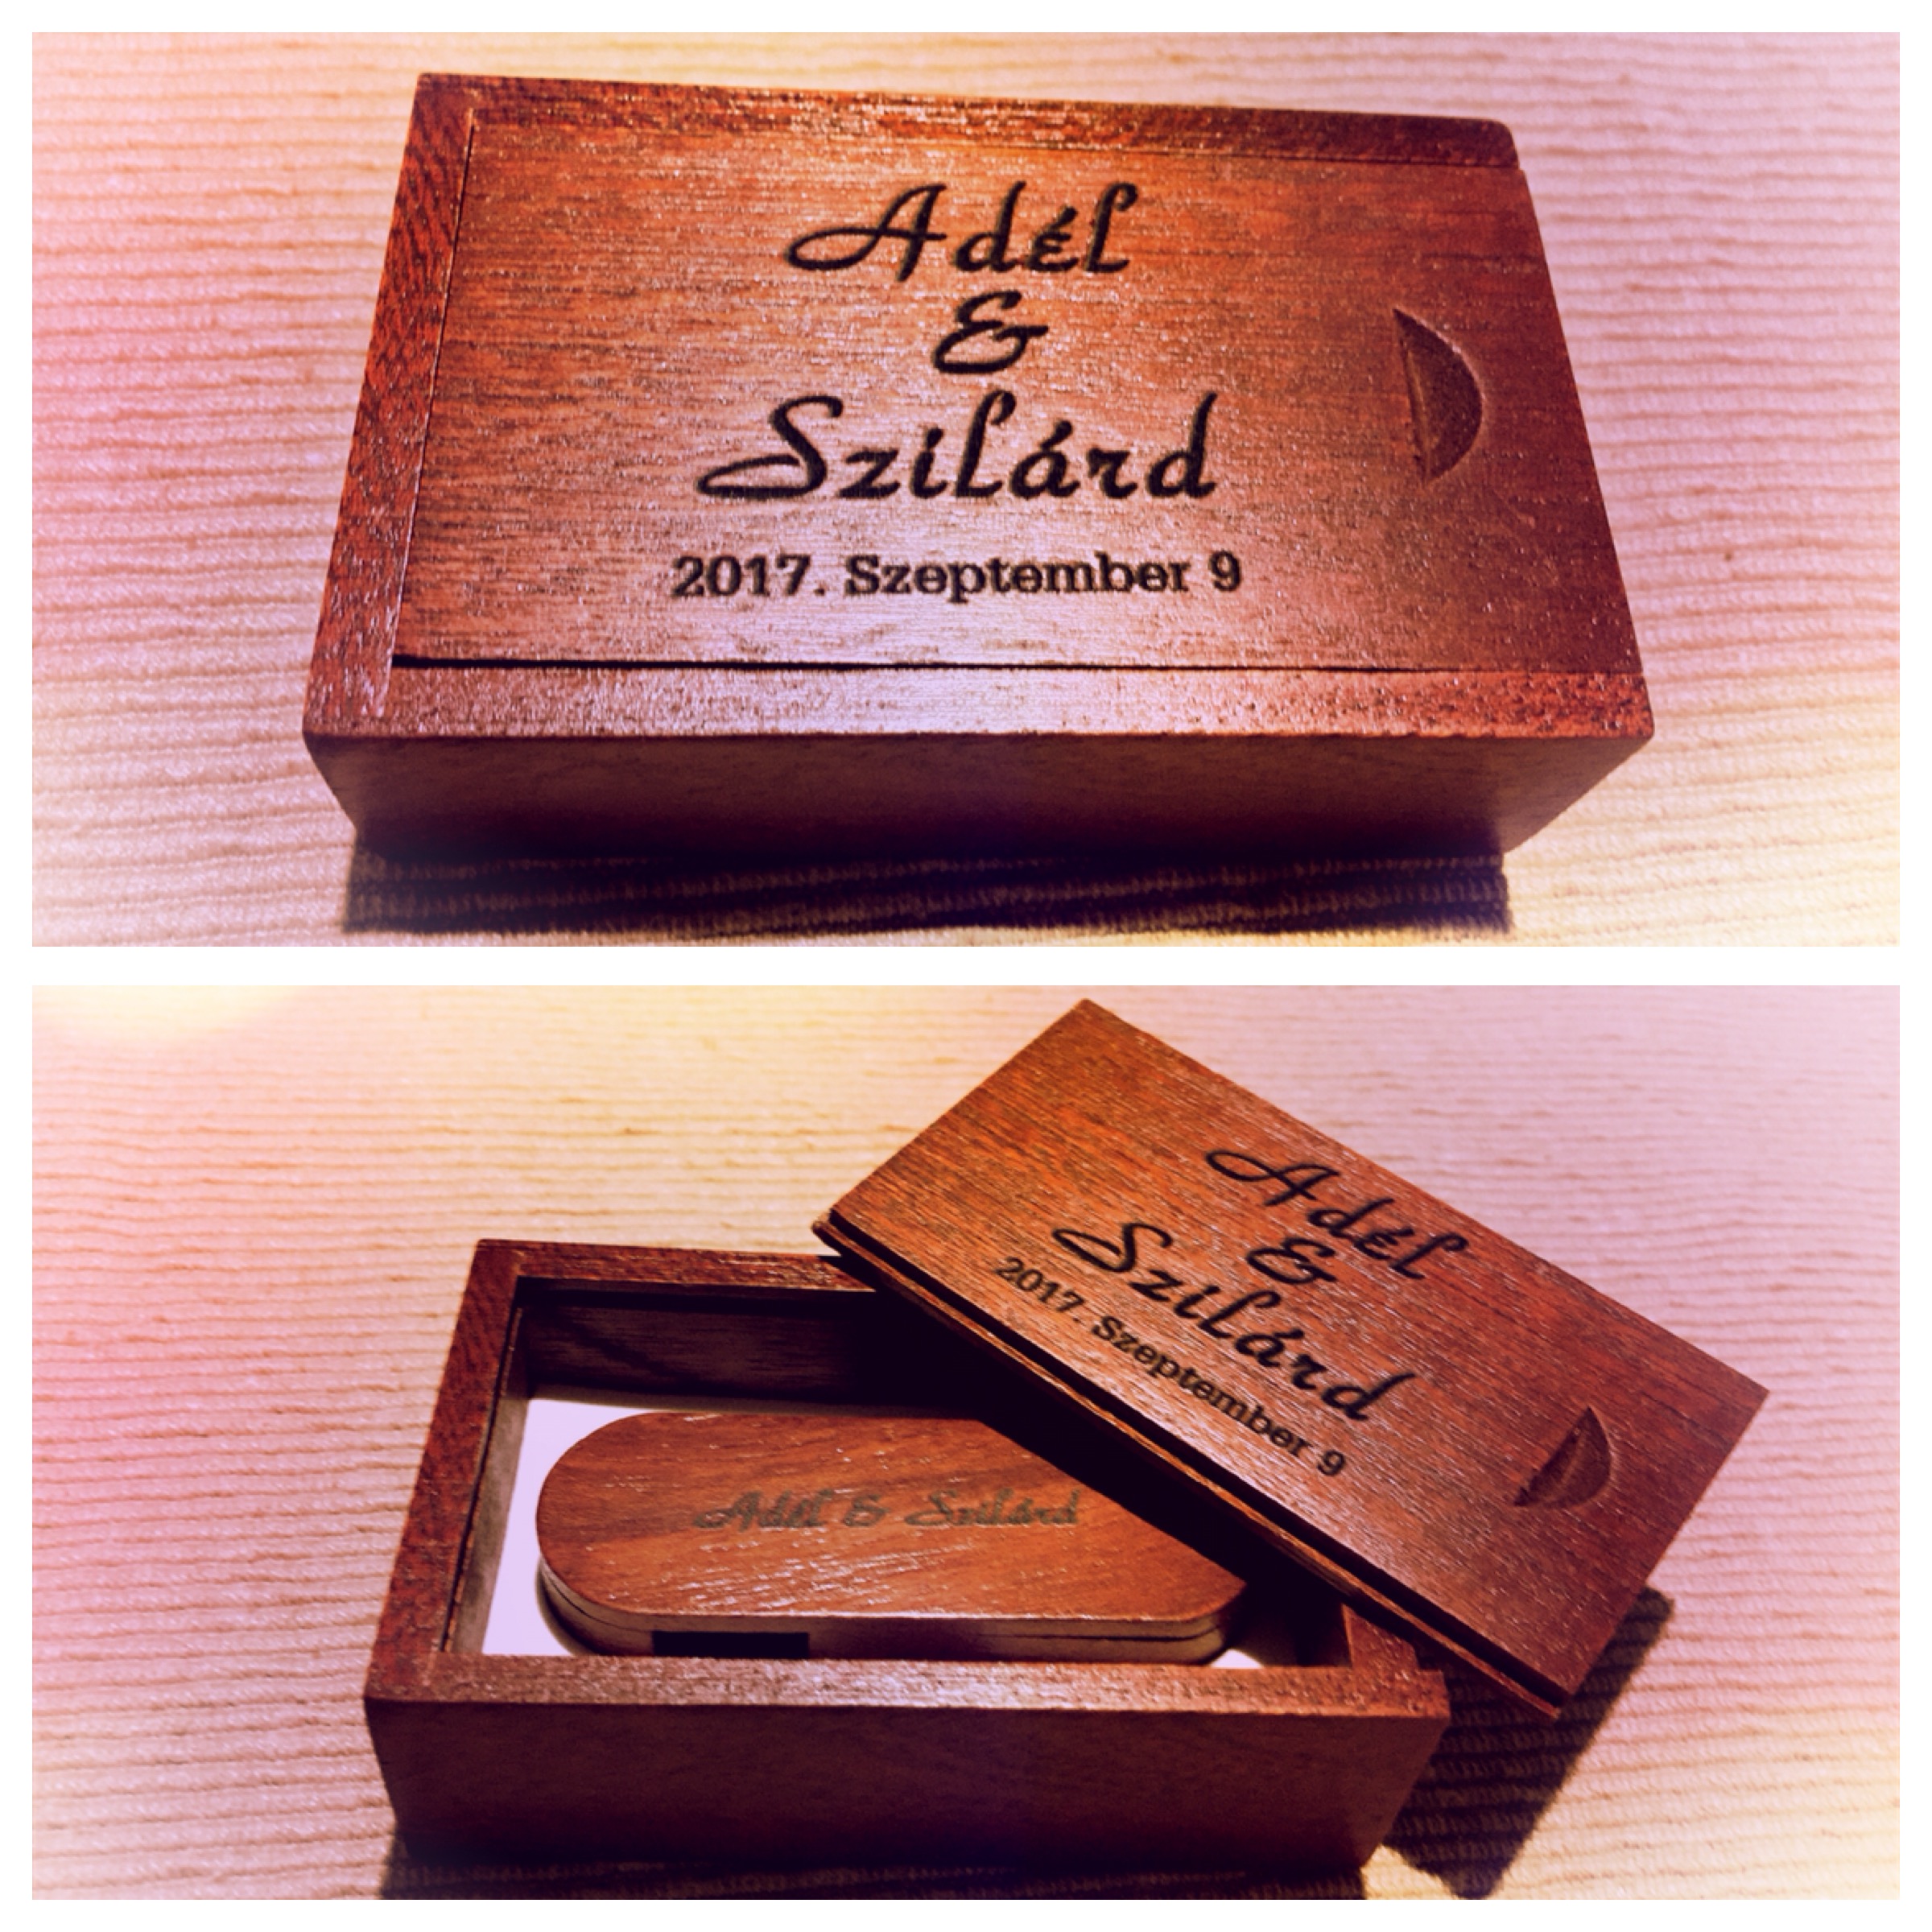 Adél
&
Szilárd
2017. Szeptember 9
Adél
&
Szilárd
2017. Szeptember 9
Adél & Szilárd